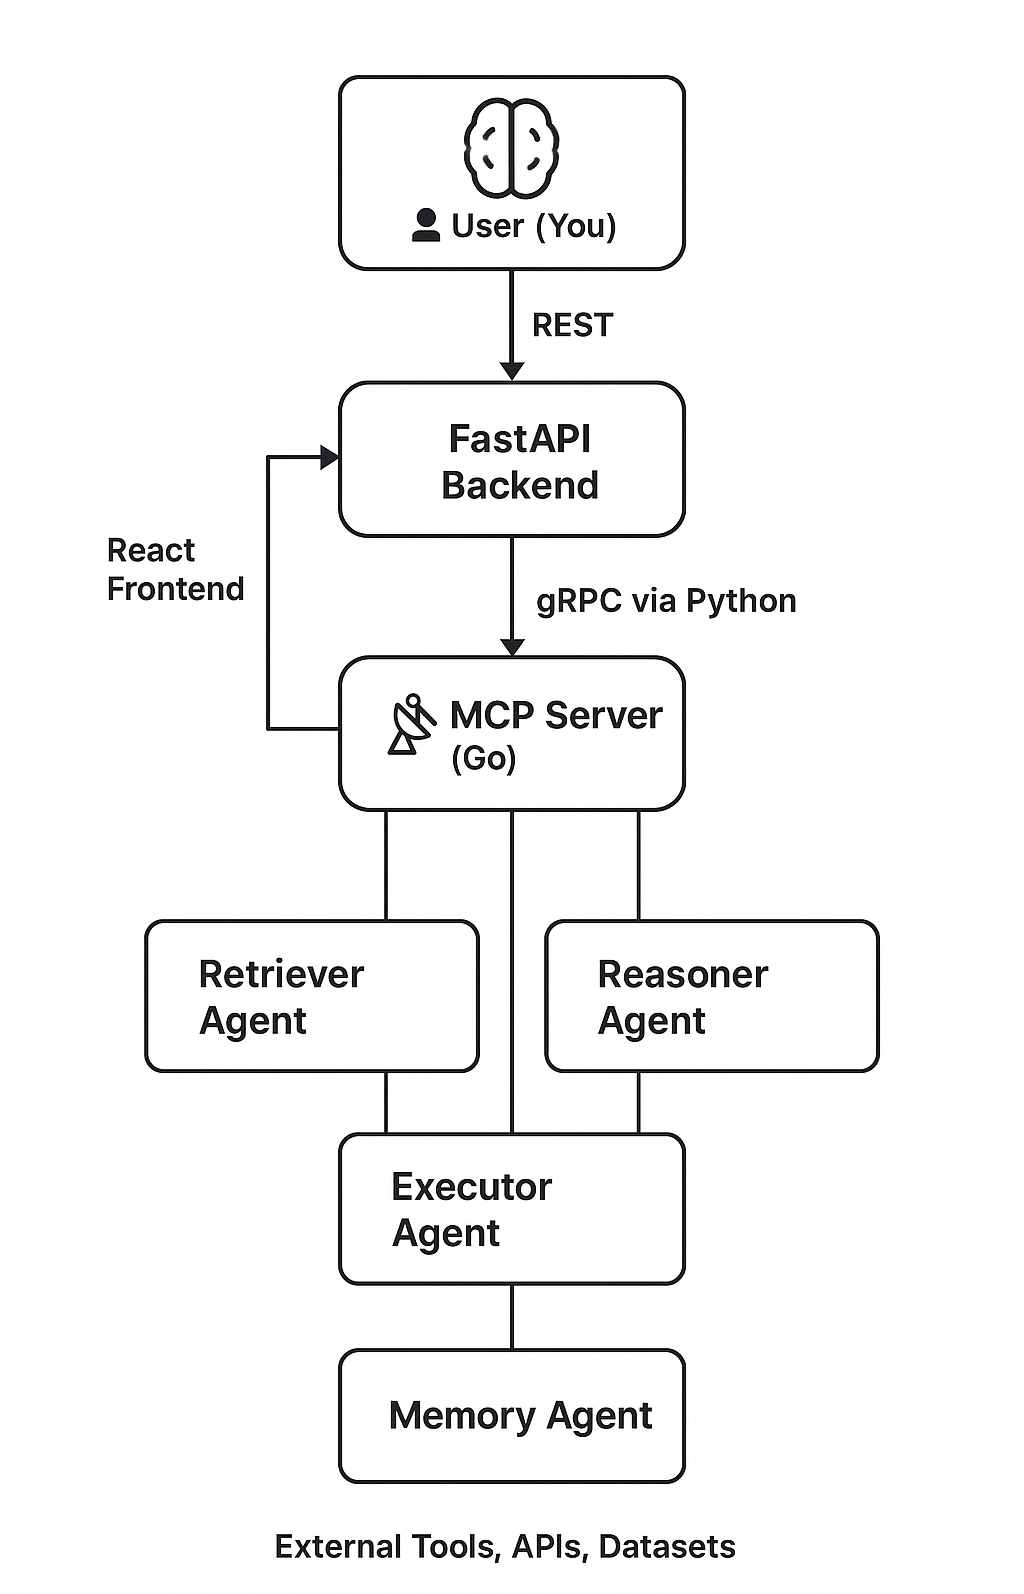 User (You)
REST
FastAPI
Backend
React
Frontend
gRPC via Python
MCP Server
(Go)
Retriever
Agent
Reasoner
Agent
Executor
Agent
Memory Agent
External Tools, APIs, Datasets